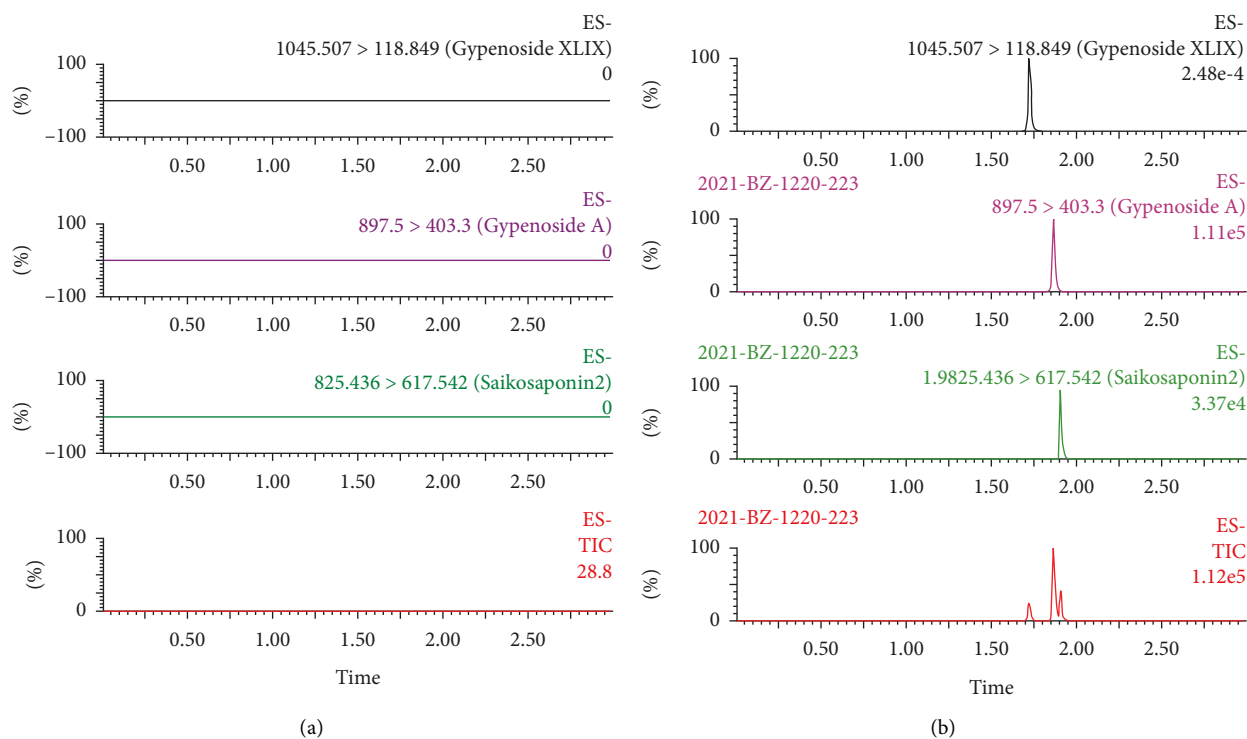 ES-
1045.507 > 118.849 (Gypenoside XLIX)
100
0
(%)
−100
0.50 1.00 1.50 2.00 2.50
ES-
897.5 > 403.3 (Gypenoside A)
100
0
(%)
−100
0.50 1.00 1.50 2.00 2.50
ES-
825.436 > 617.542 (Saikosaponin2)
100
0
(%)
−100
0.50 1.00 1.50 2.00 2.50
ES-
TIC
100
28.8
(%)
0
0.50 1.00 1.50 2.00 2.50
Time
(a)
ES-
1045.507 > 118.849 (Gypenoside XLIX)
100
2.48e-4
(%)
0
0.50 1.00 1.50 2.00 2.50
2021-BZ-1220-223 ES-
897.5 > 403.3 (Gypenoside A)
100
1.11e5
(%)
0
0.50 1.00 1.50 2.00 2.50
2021-BZ-1220-223 ES-
1.9825.436 > 617.542 (Saikosaponin2)
100
3.37e4
(%)
0
0.50 1.00 1.50 2.00 2.50
2021-BZ-1220-223 ES-
TIC
100
1.12e5
(%)
0
0.50 1.00 1.50 2.00 2.50
Time
(b)